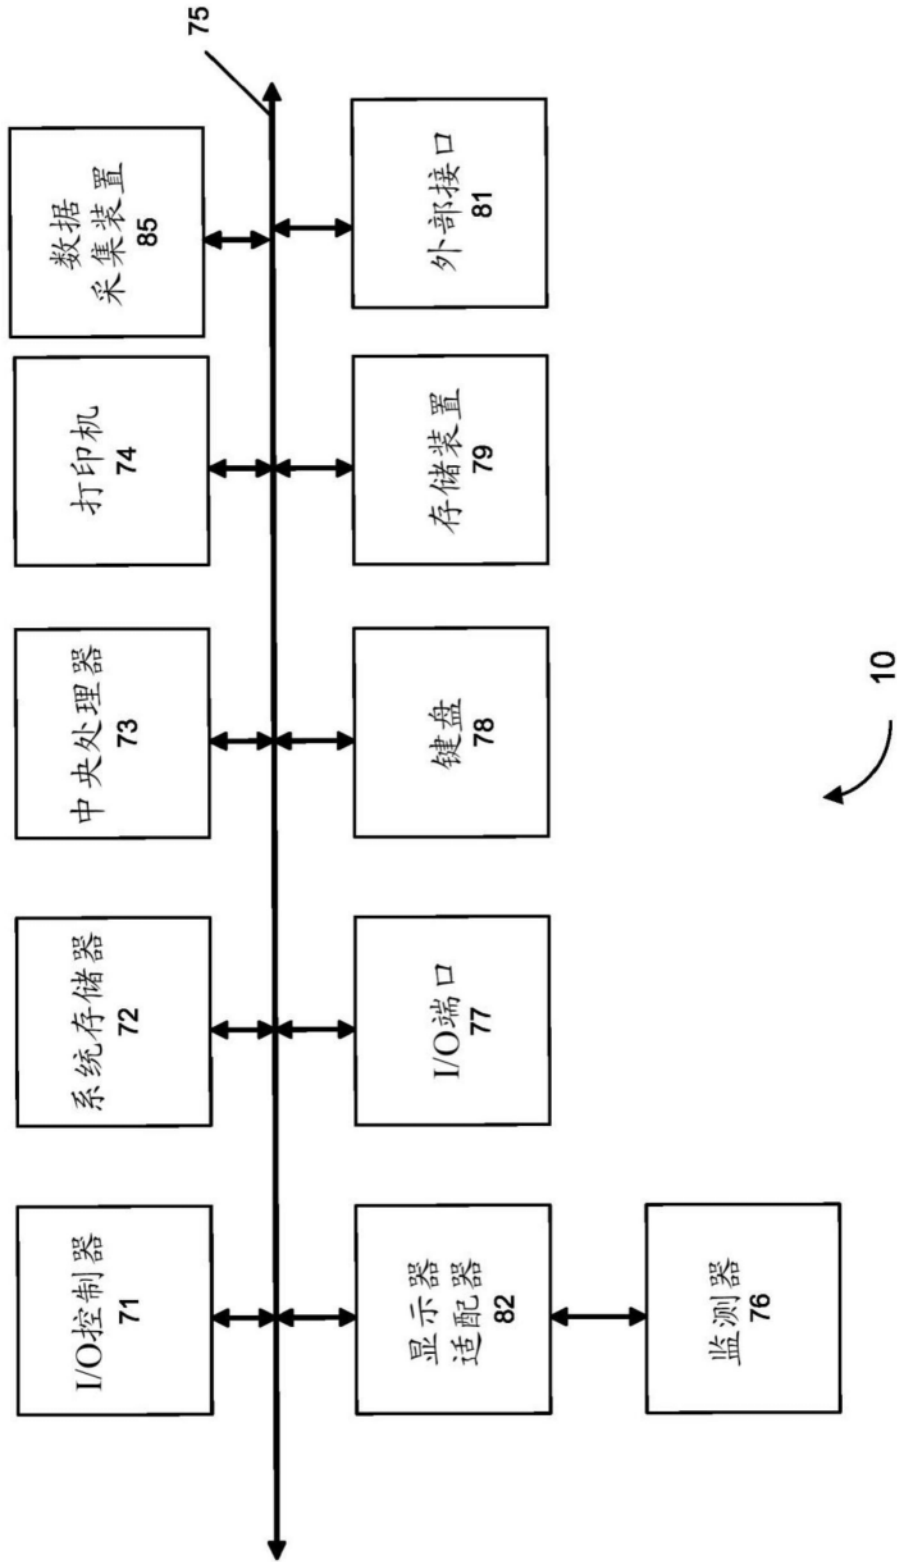 I/O控制器
71
系统存储器
72
中央处理器
73
打印机
74
数据
采集装置
85
75
显示器
适配器
82
I/O端口
77
键盘
78
存储装置
79
外部接口
81
监测器
76
10